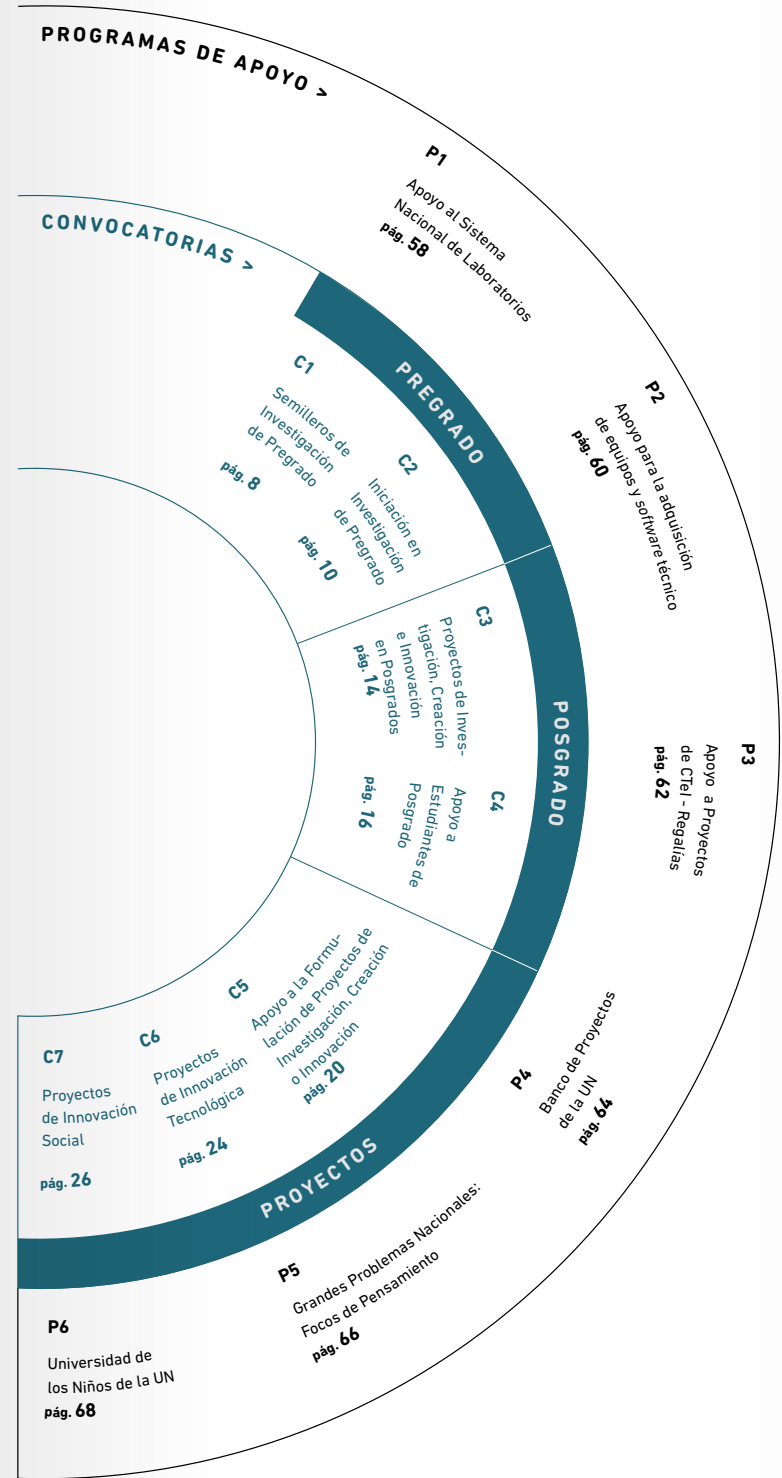 PROGRAMAS DE APOYO >
P1
Apoyo al Sistema
Nacional de Laboratorios
pág. 58
P2
Apoyo para la adquisición
de equipos y software técnico
pág. 60
P3
Apoyo a Proyectos
de CTeI - Regalías
pág. 62
P4
Banco de Proyectos
de la UN
pág. 64
P5
Grandes Problemas Nacionales:
Focos de Pensamiento
pág. 66
P6
Universidad de
los Niños de la UN
pág. 68
CONVOCATORIAS >
PREGRADO
C1
Semilleros de
Investigación
de Pregrado
pág. 8
C2
Iniciación en
Investigación
de Pregrado
pág. 10
POSGRADO
C3
Proyectos de Inves-
tigación, Creación
e Innovación
en Posgrados
pág. 14
C4
Apoyo a
Estudiantes de
Posgrado
pág. 16
PROYECTOS
C5
Apoyo a la Formu-
lación de Proyectos de
Investigación, Creación
o Innovación
pág. 20
C6
Proyectos
de Innovación
Tecnológica
pág. 24
C7
Proyectos
de Innovación
Social
pág. 26